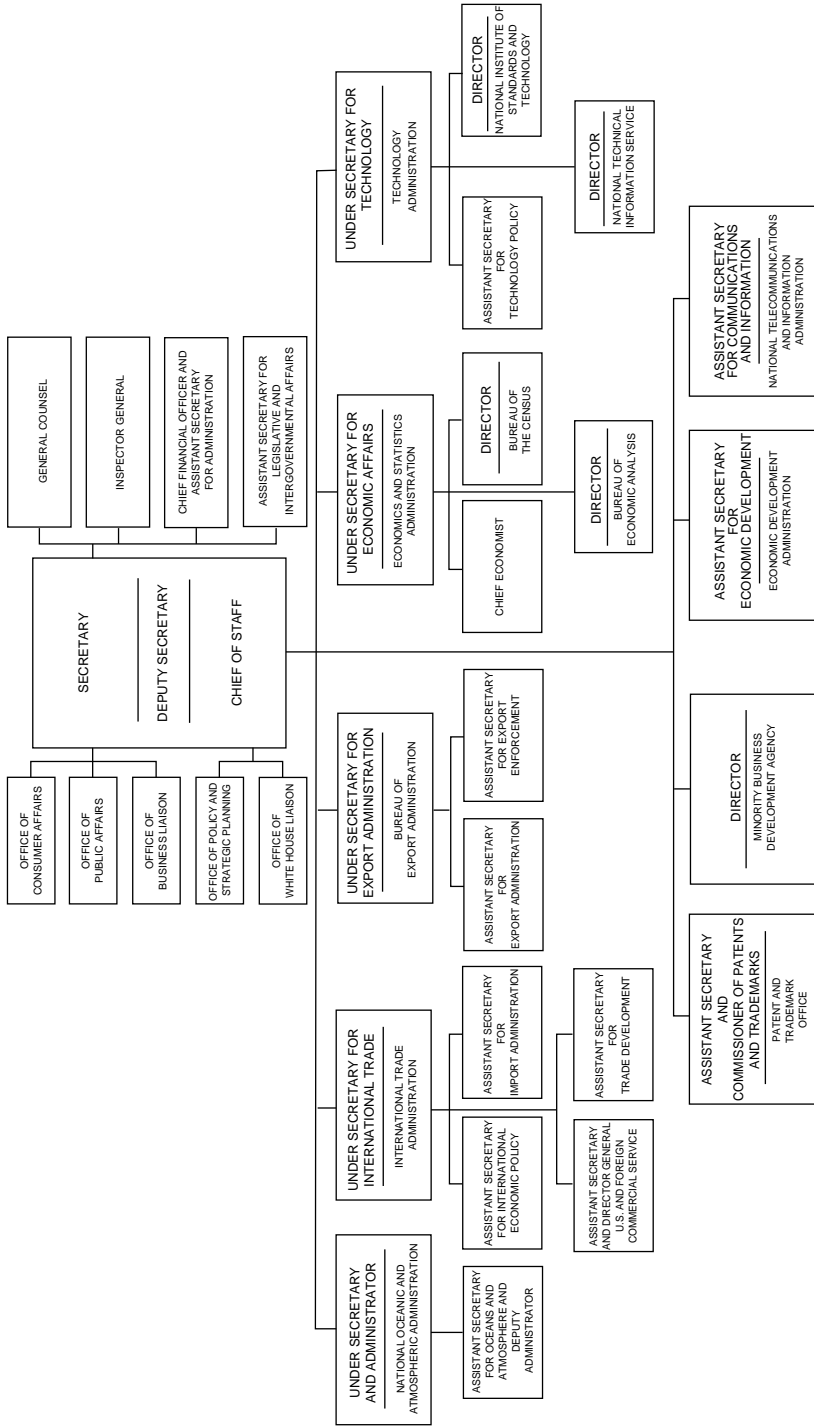 OFFICE OF
CONSUMER AFFAIRS
OFFICE OF
PUBLIC AFFAIRS
OFFICE OF
BUSINESS LIAISON
OFFICE OF POLICY AND
STRATEGIC PLANNING
OFFICE OF
WHITE HOUSE LIAISON
SECRETARY
DEPUTY SECRETARY
CHIEF OF STAFF
GENERAL COUNSEL
INSPECTOR GENERAL
CHIEF FINANCIAL OFFICER AND
ASSISTANT SECRETARY
FOR ADMINISTRATION
ASSISTANT SECRETARY FOR
LEGISLATIVE AND
INTERGOVERNMENTAL AFFAIRS
UNDER SECRETARY
AND ADMINISTRATOR
NATIONAL OCEANIC AND
ATMOSPHERIC ADMINISTRATION
ASSISTANT SECRETARY
FOR OCEANS AND
ATMOSPHERE AND
DEPUTY
ADMINISTRATOR
UNDER SECRETARY FOR
INTERNATIONAL TRADE
INTERNATIONAL TRADE
ADMINISTRATION
ASSISTANT SECRETARY
FOR INTERNATIONAL
ECONOMIC POLICY
ASSISTANT SECRETARY
FOR
IMPORT ADMINISTRATION
ASSISTANT SECRETARY
AND DIRECTOR GENERAL
U.S. AND FOREIGN
COMMERCIAL SERVICE
ASSISTANT SECRETARY
FOR
TRADE DEVELOPMENT
UNDER SECRETARY FOR
EXPORT ADMINISTRATION
BUREAU OF
EXPORT ADMINISTRATION
ASSISTANT SECRETARY
FOR
EXPORT ADMINISTRATION
ASSISTANT SECRETARY
FOR EXPORT
ENFORCEMENT
UNDER SECRETARY FOR
ECONOMIC AFFAIRS
ECONOMICS AND STATISTICS
ADMINISTRATION
CHIEF ECONOMIST
DIRECTOR
BUREAU OF
THE CENSUS
DIRECTOR
BUREAU OF
ECONOMIC ANALYSIS
UNDER SECRETARY FOR
TECHNOLOGY
TECHNOLOGY
ADMINISTRATION
ASSISTANT SECRETARY
FOR
TECHNOLOGY POLICY
DIRECTOR
NATIONAL INSTITUTE OF
STANDARDS AND
TECHNOLOGY
DIRECTOR
NATIONAL TECHNICAL
INFORMATION SERVICE
ASSISTANT SECRETARY
AND
COMMISSIONER OF PATENTS
AND TRADEMARKS
PATENT AND
TRADEMARK
OFFICE
DIRECTOR
MINORITY BUSINESS
DEVELOPMENT AGENCY
ASSISTANT SECRETARY
FOR
ECONOMIC DEVELOPMENT
ECONOMIC DEVELOPMENT
ADMINISTRATION
ASSISTANT SECRETARY
FOR COMMUNICATIONS
AND INFORMATION
NATIONAL TELECOMMUNICATIONS
AND INFORMATION
ADMINISTRATION